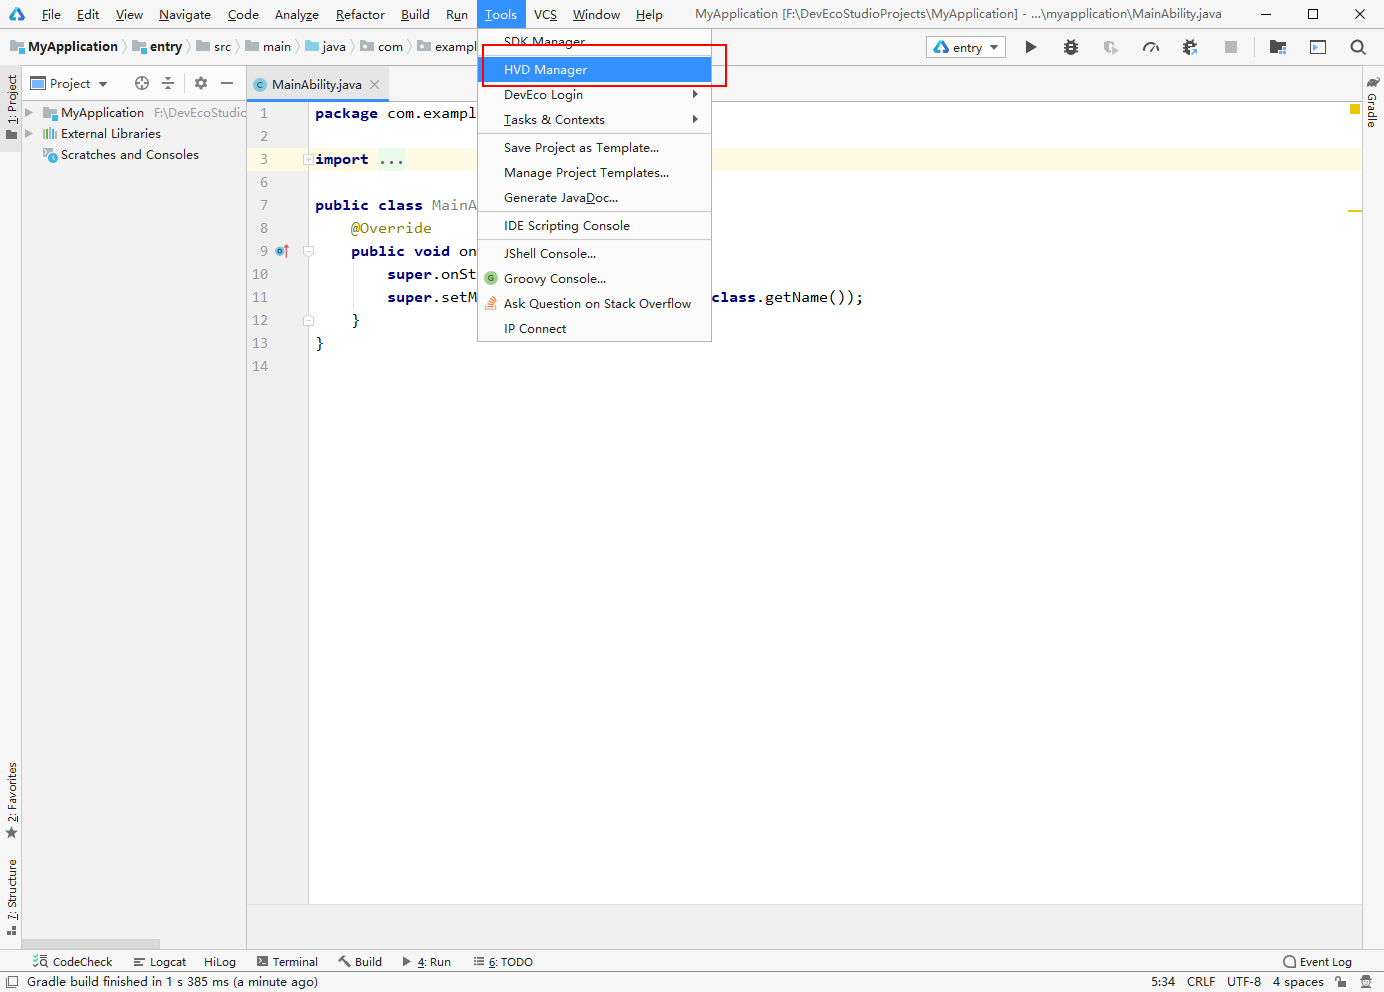 File Edit View Navigate Code Analyze Refactor Build Run Tools VCS Window Help MyApplication [F:\DevEcoStudioProjects\MyApplication] - ...\myapplication\MainAbility.java
MyApplication entry src main java com exampl entry
SDK Manager
HVD Manager
DevEco Login
Tasks & Contexts
Save Project as Template...
Manage Project Templates...
Generate JavaDoc...
IDE Scripting Console
JShell Console...
G Groovy Console...
Ask Question on Stack Overflow
IP Connect
1: Project
Project
MyApplication F:\DevEcoStudio
External Libraries
Scratches and Consoles
2: Favorites
7: Structure
Gradle
C MainAbility.java
1 package com.exampl
2
3 import ...
6
7 public class MainA
8 @Override
9 public void on
10 super.onSt
11 super.setM class.getName());
12 }
13 }
14
CodeCheck Logcat HiLog Terminal Build 4: Run 6: TODO Event Log
Gradle build finished in 1 s 385 ms (a minute ago) 5:34 CRLF UTF-8 4 spaces